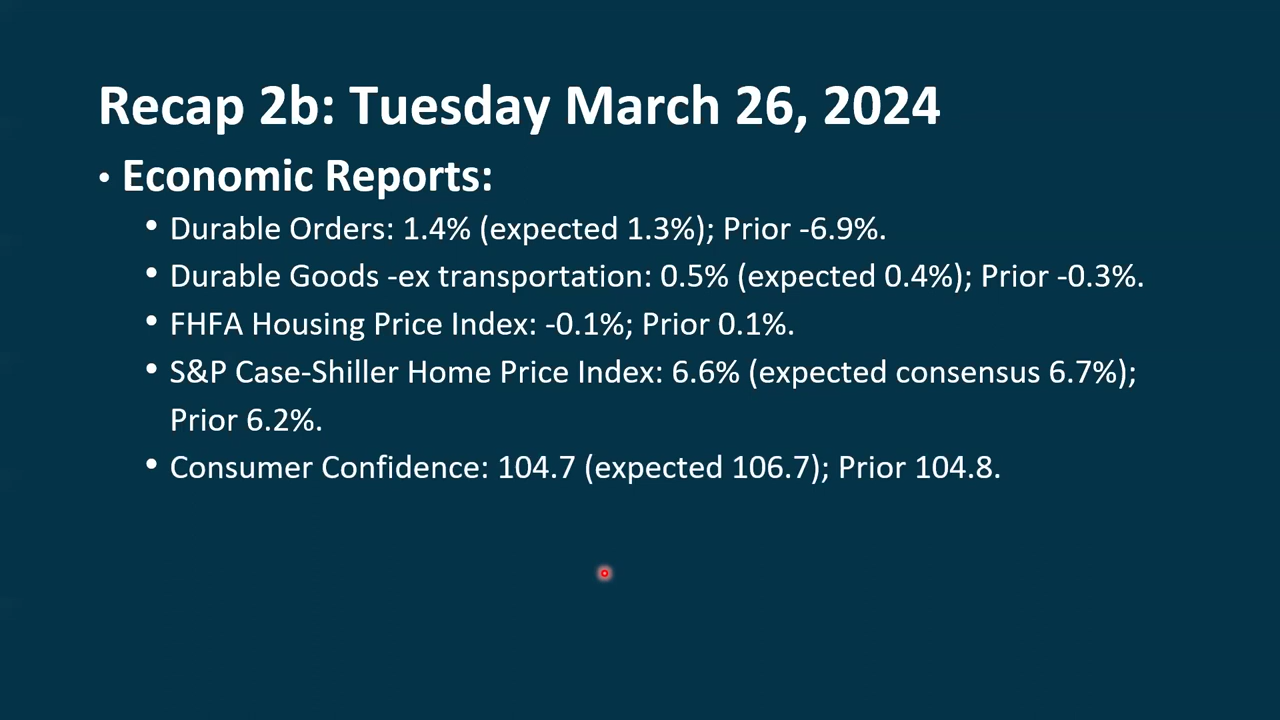 Recap 2b: Tuesday March 26, 2024
• Economic Reports:
• Durable Orders: 1.4% (expected 1.3%); Prior -6.9%.
• Durable Goods -ex transportation: 0.5% (expected 0.4%); Prior -0.3%.
• FHFA Housing Price Index: -0.1%; Prior 0.1%.
• S&P Case-Shiller Home Price Index: 6.6% (expected consensus 6.7%);
Prior 6.2%.
• Consumer Confidence: 104.7 (expected 106.7); Prior 104.8.